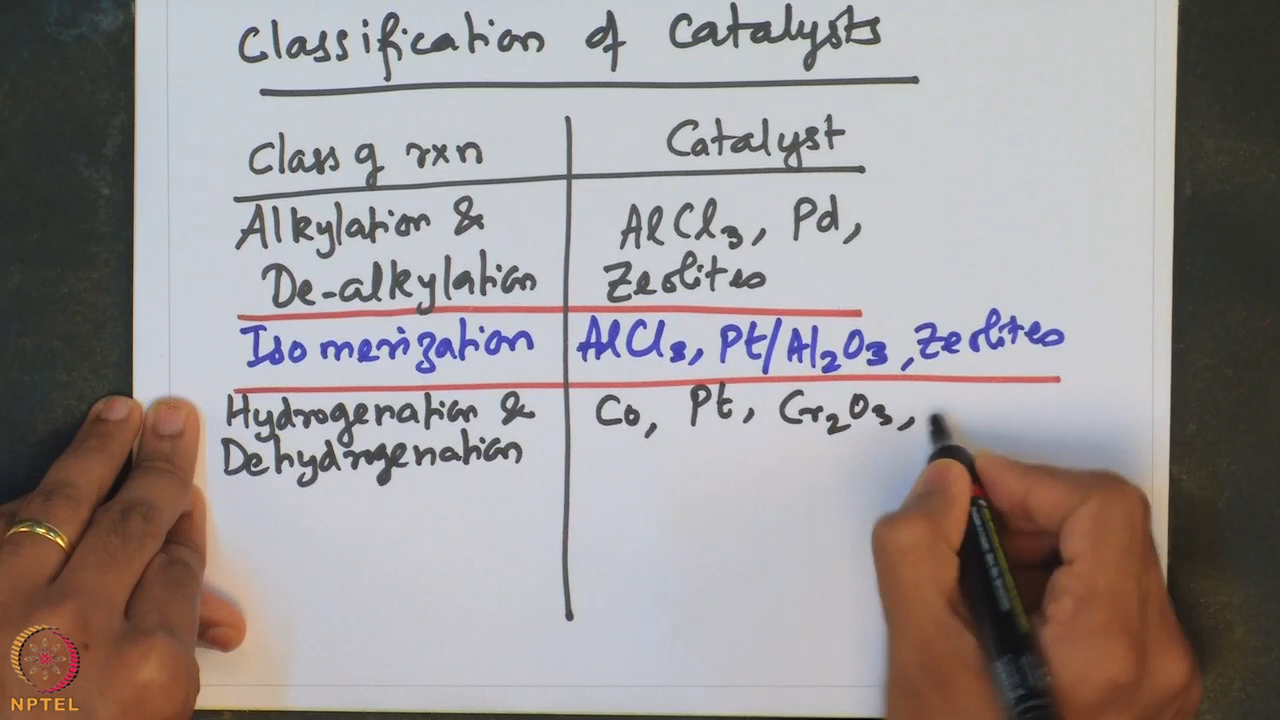 Classification of Catalysts
Class of rxn Catalyst
Alkylation & AlCl3, Pd,
De-alkylation Zeolites
Isomerization AlCl3, Pt/Al2O3, Zeolites
Hydrogenation & Co, Pt, Cr2O3,
Dehydrogenation
NPTEL